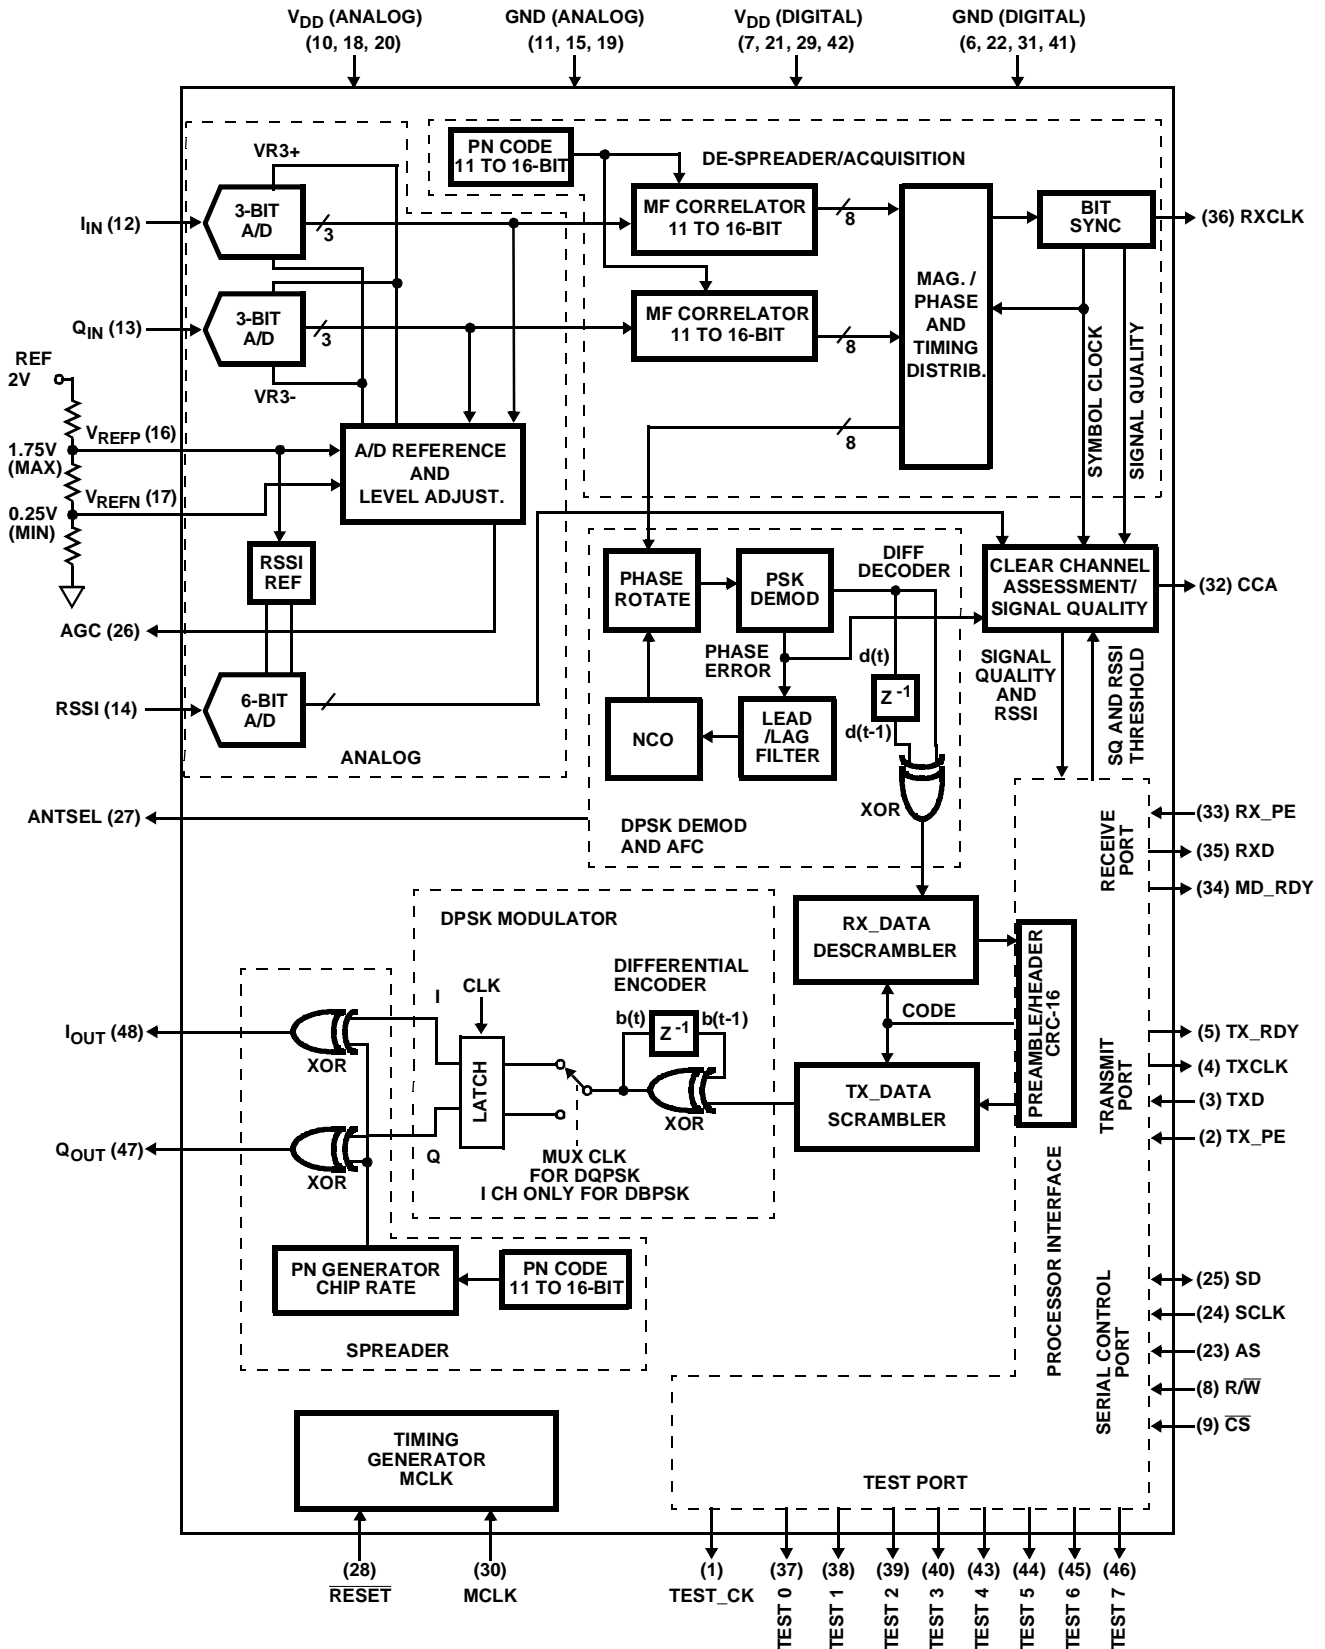 V_DD (ANALOG)
(10, 18, 20)
GND (ANALOG)
(11, 15, 19)
V_DD (DIGITAL)
(7, 21, 29, 42)
GND (DIGITAL)
(6, 22, 31, 41)
VR3+
PN CODE
11 TO 16-BIT
DE-SPREADER/ACQUISITION
I_IN (12)
3-BIT
A/D
3
MF CORRELATOR
11 TO 16-BIT
8
BIT
SYNC
(36) RXCLK
Q_IN (13)
3-BIT
A/D
3
MF CORRELATOR
11 TO 16-BIT
8
MAG. /
PHASE
AND
TIMING
DISTRIB.
SYMBOL CLOCK
SIGNAL QUALITY
REF
2V
VR3-
V_REFP (16)
1.75V
(MAX)
V_REFN (17)
0.25V
(MIN)
A/D REFERENCE
AND
LEVEL ADJUST.
8
RSSI
REF
PHASE
ROTATE
PSK
DEMOD
DIFF
DECODER
CLEAR CHANNEL
ASSESSMENT/
SIGNAL QUALITY
(32) CCA
AGC (26)
PHASE
ERROR
d(t)
SIGNAL
QUALITY
AND
RSSI
SQ AND RSSI
THRESHOLD
RSSI (14)
6-BIT
A/D
NCO
LEAD
/LAG
FILTER
Z -1
d(t-1)
ANALOG
XOR
ANTSEL (27)
DPSK DEMOD
AND AFC
RECEIVE
PORT
(33) RX_PE
(35) RXD
(34) MD_RDY
DPSK MODULATOR
RX_DATA
DESCRAMBLER
PREAMBLE/HEADER
CRC-16
DIFFERENTIAL
ENCODER
I
CLK
b(t)
Z -1
b(t-1)
CODE
I_OUT (48)
XOR
LATCH
XOR
TX_DATA
SCRAMBLER
TRANSMIT
PORT
(5) TX_RDY
(4) TXCLK
(3) TXD
(2) TX_PE
Q_OUT (47)
XOR
Q
MUX CLK
FOR DQPSK
I CH ONLY FOR DBPSK
PROCESSOR INTERFACE
PN GENERATOR
CHIP RATE
PN CODE
11 TO 16-BIT
SPREADER
SERIAL CONTROL
PORT
(25) SD
(24) SCLK
(23) AS
(8) R/W̅
(9) C̅S̅
TIMING
GENERATOR
MCLK
TEST PORT
(28)
R̅E̅S̅E̅T̅
(30)
MCLK
(1)
TEST_CK
(37)
TEST 0
(38)
TEST 1
(39)
TEST 2
(40)
TEST 3
(43)
TEST 4
(44)
TEST 5
(45)
TEST 6
(46)
TEST 7